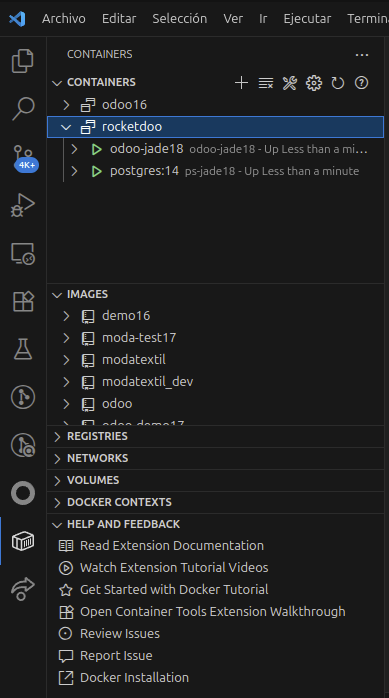 Archivo Editar Selección Ver Ir Ejecutar Termina
CONTAINERS
CONTAINERS
odoo16
rocketdoo
odoo-jade18 odoo-jade18 - Up Less than a mi...
postgres:14 ps-jade18 - Up Less than a minute
4K+
IMAGES
demo16
moda-test17
modatextil
modatextil_dev
odoo
odoo-demo17
REGISTRIES
NETWORKS
VOLUMES
DOCKER CONTEXTS
HELP AND FEEDBACK
Read Extension Documentation
Watch Extension Tutorial Videos
Get Started with Docker Tutorial
Open Container Tools Extension Walkthrough
Review Issues
Report Issue
Docker Installation